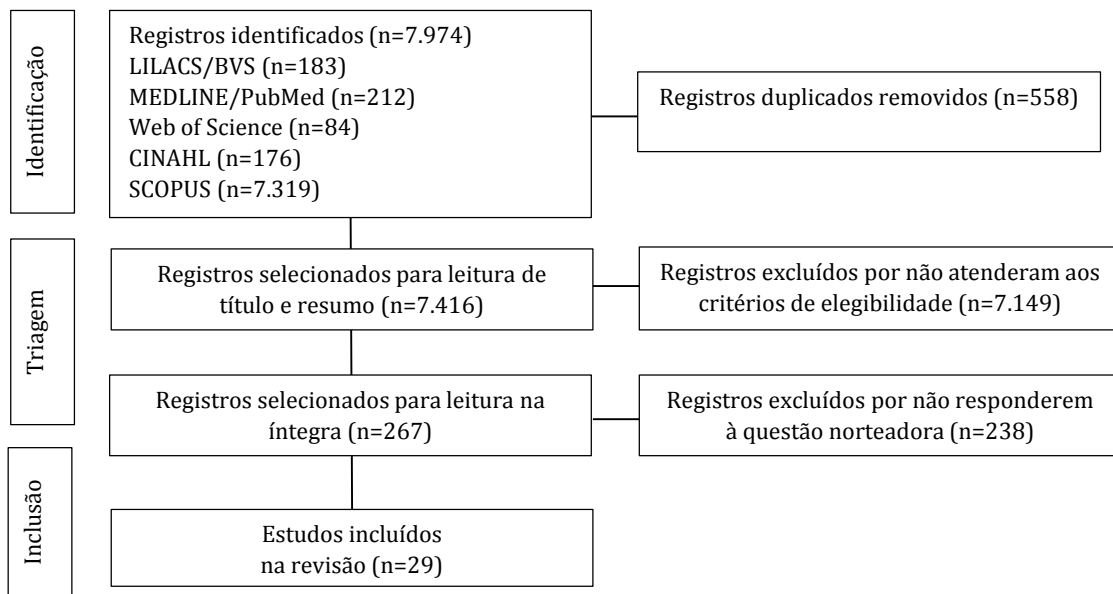 Identificação
Registros identificados (n=7.974)
LILACS/BVS (n=183)
MEDLINE/PubMed (n=212)
Web of Science (n=84)
CINAHL (n=176)
SCOPUS (n=7.319)
Registros duplicados removidos (n=558)
Triagem
Registros selecionados para leitura de
título e resumo (n=7.416)
Registros excluídos por não atenderam aos
critérios de elegibilidade (n=7.149)
Registros selecionados para leitura na
íntegra (n=267)
Registros excluídos por não responderem
à questão norteadora (n=238)
Inclusão
Estudos incluídos
na revisão (n=29)